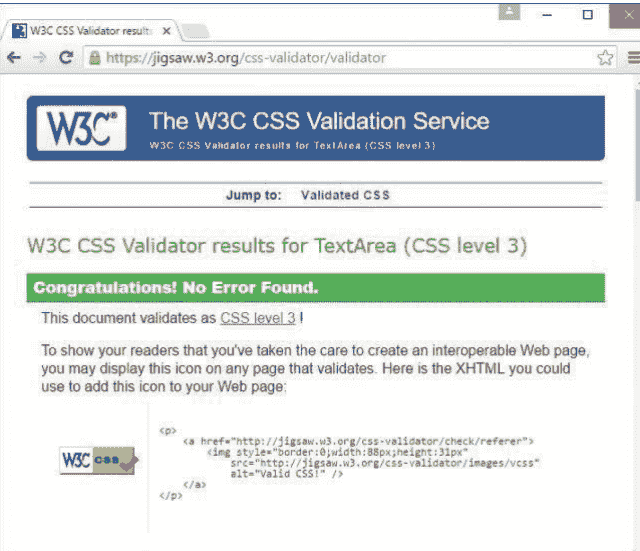 W3C CSS Validator results
https://jigsaw.w3.org/css-validator/validator
W3C® The W3C CSS Validation Service
W3C CSS Validator results for TextArea (CSS level 3)
Jump to: Validated CSS
W3C CSS Validator results for TextArea (CSS level 3)
Congratulations! No Error Found.
This document validates as CSS level 3 !
To show your readers that you've taken the care to create an interoperable Web page,
you may display this icon on any page that validates. Here is the XHTML you could
use to add this icon to your Web page:
<p>
<a href="http://jigsaw.w3.org/css-validator/check/referer">
<img style="border:0;width:88px;height:31px"
src="http://jigsaw.w3.org/css-validator/images/vcss"
alt="Valid CSS!" />
</a>
</p>
W3C css